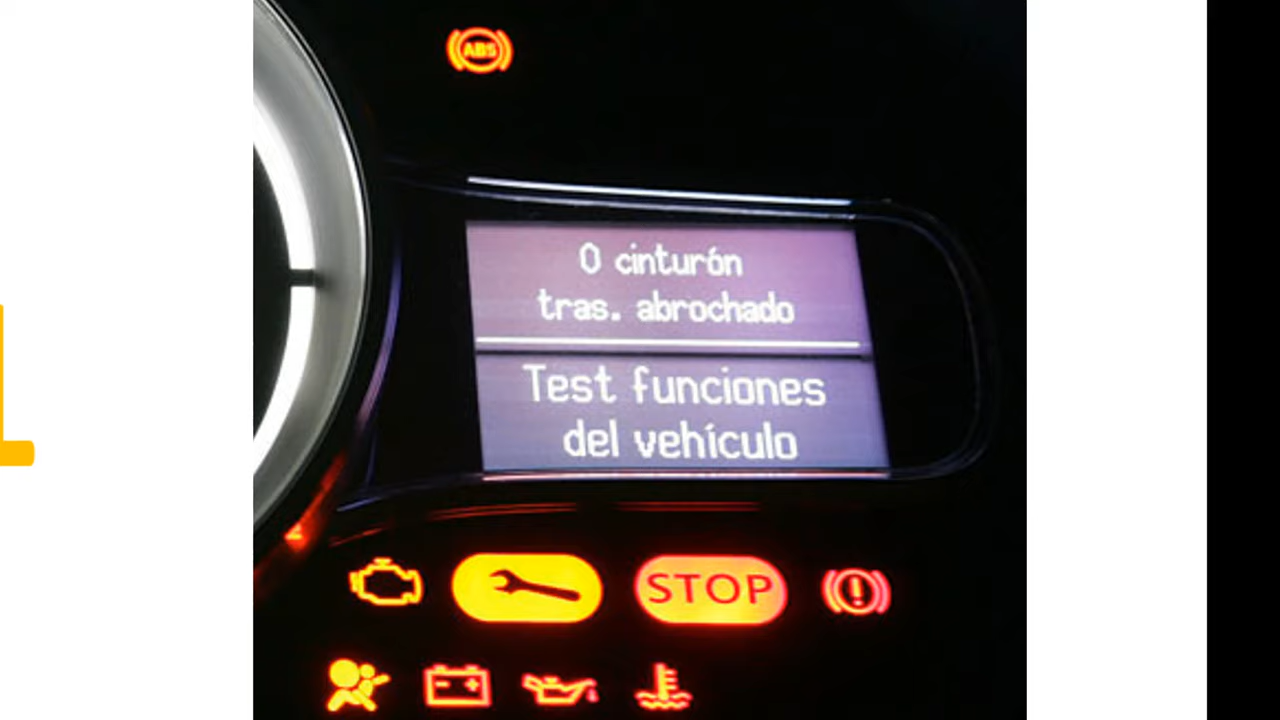 ABS
0 cinturón
tras. abrochado
Test funciones
del vehículo
STOP